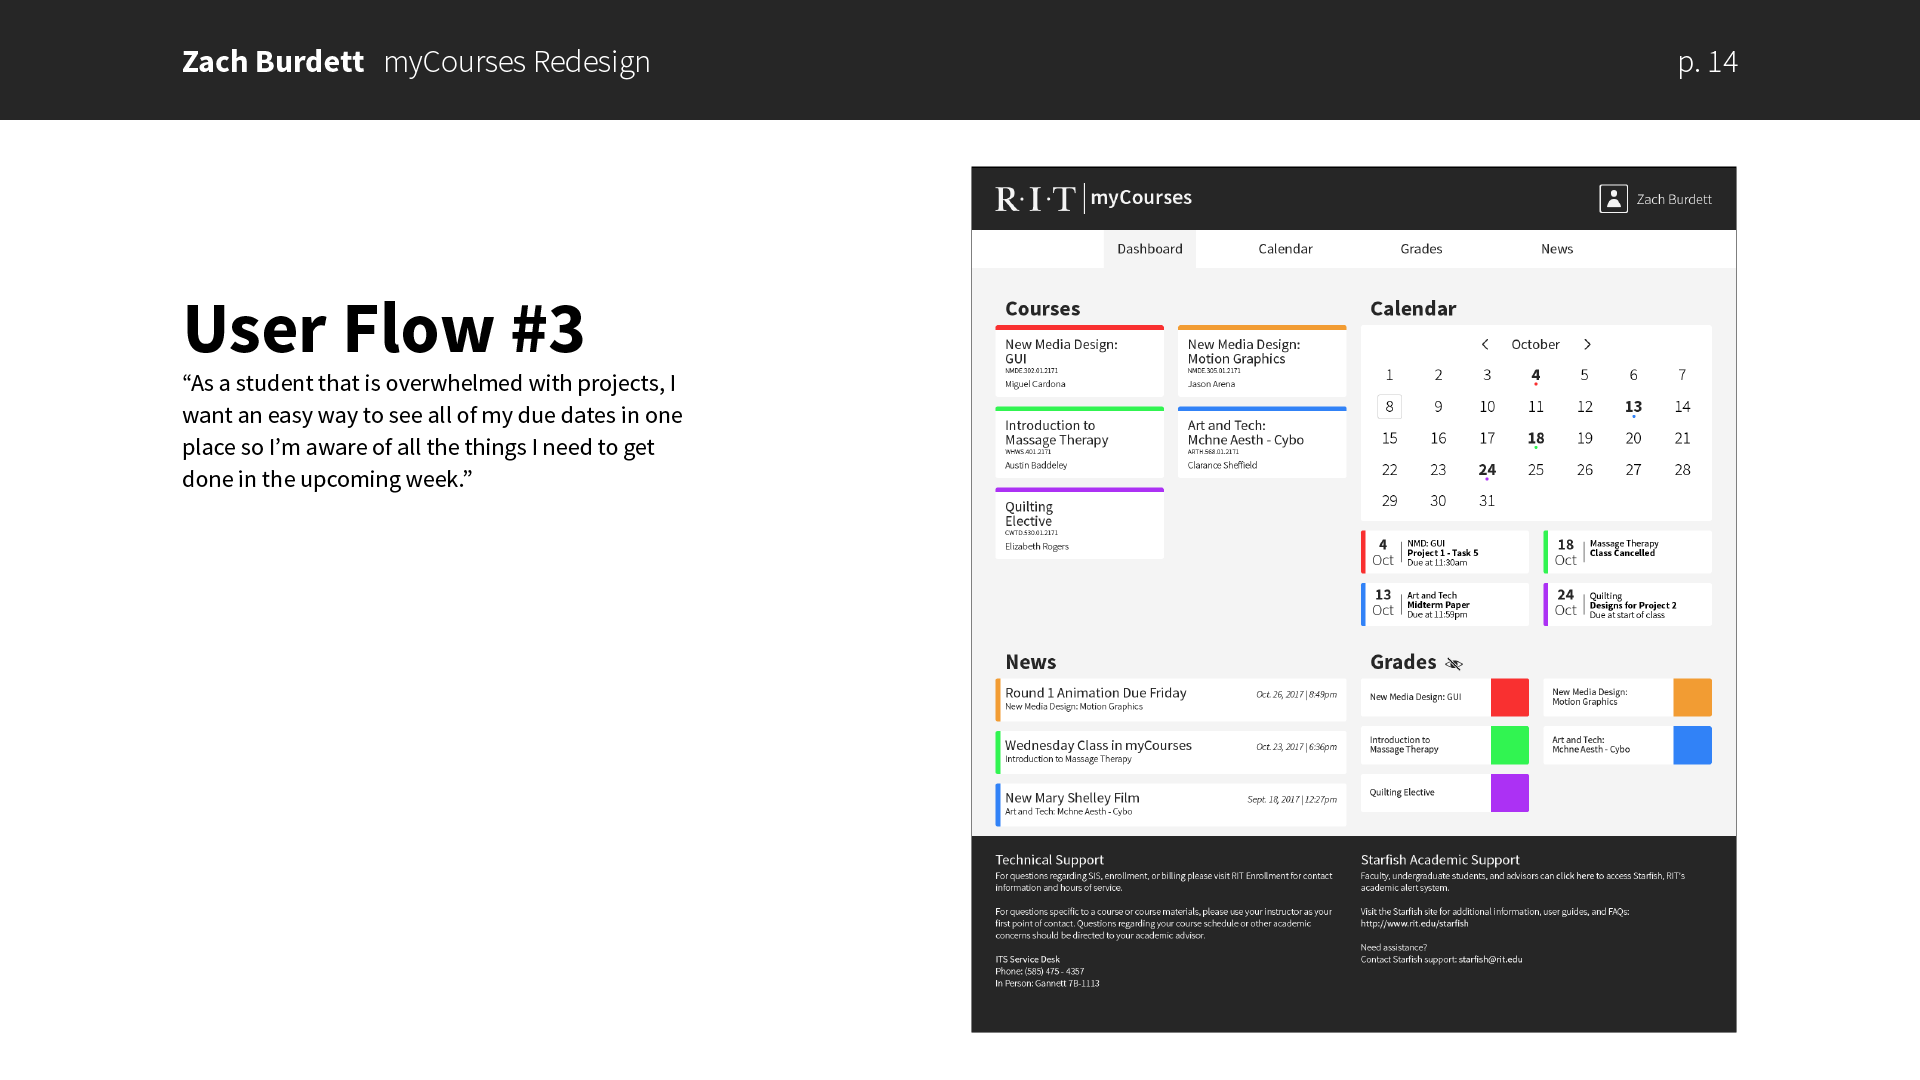 Zach Burdett myCourses Redesign
p. 14
User Flow #3
“As a student that is overwhelmed with projects, I
want an easy way to see all of my due dates in one
place so I’m aware of all the things I need to get
done in the upcoming week.”
R·I·T | myCourses
Zach Burdett
Dashboard Calendar Grades News
Courses
New Media Design:
GUI
NMDE.302.01.2171
Miguel Cardona
New Media Design:
Motion Graphics
NMDE.305.01.2171
Jason Arena
Introduction to
Massage Therapy
WHWS.401.2171
Austin Baddeley
Art and Tech:
Mchne Aesth - Cybo
ARTH.568.01.2171
Clarance Sheffield
Quilting
Elective
CWTD.530.01.2171
Elizabeth Rogers
Calendar
< October >
1 2 3 4 5 6 7
8 9 10 11 12 13 14
15 16 17 18 19 20 21
22 23 24 25 26 27 28
29 30 31
4
Oct
NMD: GUI
Project 1 - Task 5
Due at 11:30am
18
Oct
Massage Therapy
Class Cancelled
13
Oct
Art and Tech
Midterm Paper
Due at 11:59pm
24
Oct
Quilting
Designs for Project 2
Due at start of class
News
Round 1 Animation Due Friday
Oct. 26, 2017 | 8:49pm
New Media Design: Motion Graphics
Wednesday Class in myCourses
Oct. 23, 2017 | 6:36pm
Introduction to Massage Therapy
New Mary Shelley Film
Sept. 18, 2017 | 12:27pm
Art and Tech: Mchne Aesth - Cybo
Grades
New Media Design: GUI
New Media Design:
Motion Graphics
Introduction to
Massage Therapy
Art and Tech:
Mchne Aesth - Cybo
Quilting Elective
Technical Support
For questions regarding SIS, enrollment, or billing please visit RIT Enrollment for contact
information and hours of service.
For questions specific to a course or course materials, please use your instructor as your
first point of contact. Questions regarding your course schedule or other academic
concerns should be directed to your academic advisor.
ITS Service Desk
Phone: (585) 475 - 4357
In Person: Gannett 7B-1113
Starfish Academic Support
Faculty, undergraduate students, and advisors can click here to access Starfish, RIT's
academic alert system.
Visit the Starfish site for additional information, user guides, and FAQs:
http://www.rit.edu/starfish
Need assistance?
Contact Starfish support: starfish@rit.edu